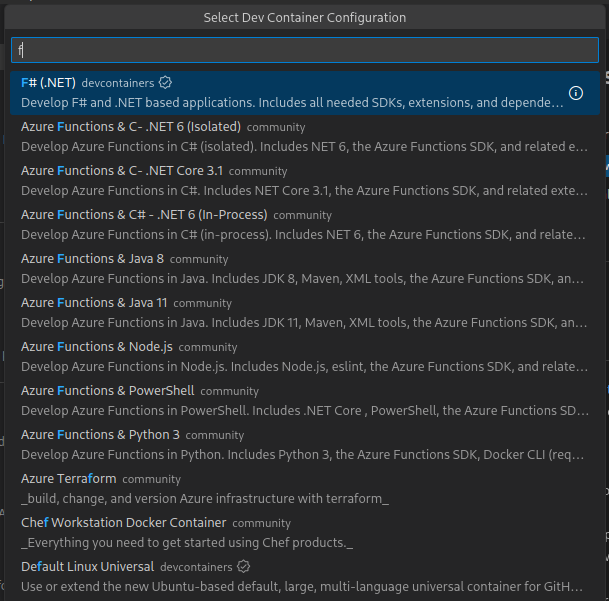 Select Dev Container Configuration
f
F# (.NET) devcontainers
Develop F# and .NET based applications. Includes all needed SDKs, extensions, and depende...
Azure Functions & C- .NET 6 (Isolated) community
Develop Azure Functions in C# (isolated). Includes NET 6, the Azure Functions SDK, and related e...
Azure Functions & C- .NET Core 3.1 community
Develop Azure Functions in C#. Includes NET Core 3.1, the Azure Functions SDK, and related exte...
Azure Functions & C# - .NET 6 (In-Process) community
Develop Azure Functions in C# (in-process). Includes NET 6, the Azure Functions SDK, and relate...
Azure Functions & Java 8 community
Develop Azure Functions in Java. Includes JDK 8, Maven, XML tools, the Azure Functions SDK, an...
Azure Functions & Java 11 community
Develop Azure Functions in Java. Includes JDK 11, Maven, XML tools, the Azure Functions SDK, an...
Azure Functions & Node.js community
Develop Azure Functions in Node.js. Includes Node.js, eslint, the Azure Functions SDK, and relate...
Azure Functions & PowerShell community
Develop Azure Functions in PowerShell. Includes .NET Core , PowerShell, the Azure Functions SD...
Azure Functions & Python 3 community
Develop Azure Functions in Python. Includes Python 3, the Azure Functions SDK, Docker CLI (req...
Azure Terraform community
_build, change, and version Azure infrastructure with terraform_
Chef Workstation Docker Container community
_Everything you need to get started using Chef products._
Default Linux Universal devcontainers
Use or extend the new Ubuntu-based default, large, multi-language universal container for GitH...